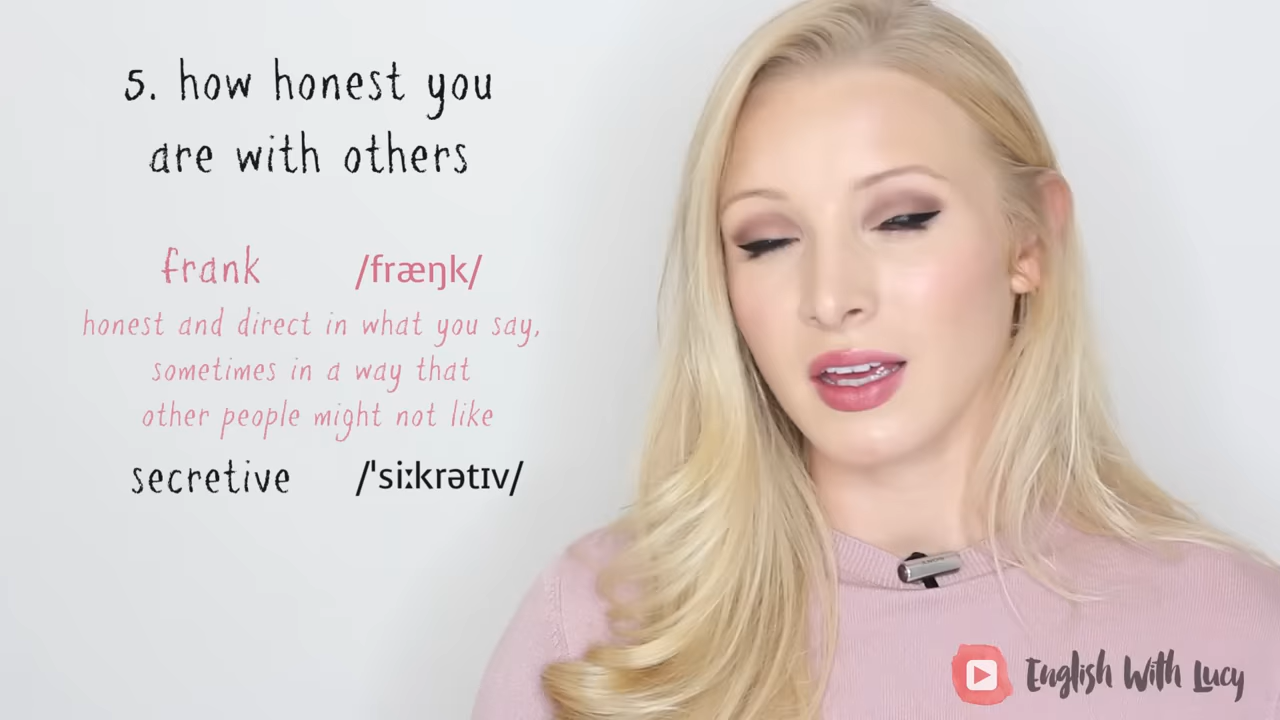 5. how honest you
are with others
frank /fræŋk/
honest and direct in what you say,
sometimes in a way that
other people might not like
secretive /ˈsiːkrətɪv/
English With Lucy